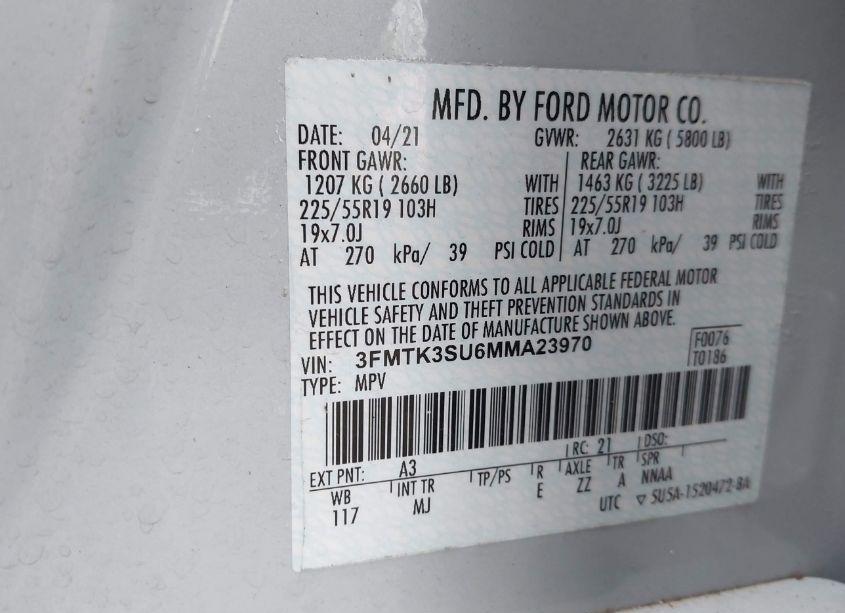 MFD. BY FORD MOTOR CO.
DATE: 04/21 GVWR: 2631 KG ( 5800 LB)
FRONT GAWR: REAR GAWR:
1207 KG ( 2660 LB) WITH 1463 KG ( 3225 LB) WITH
225/55R19 103H TIRES 225/55R19 103H TIRES
19x7.0J RIMS 19x7.0J RIMS
AT 270 kPa/ 39 PSI COLD AT 270 kPa/ 39 PSI COLD
THIS VEHICLE CONFORMS TO ALL APPLICABLE FEDERAL MOTOR
VEHICLE SAFETY AND THEFT PREVENTION STANDARDS IN
EFFECT ON THE DATE OF MANUFACTURE SHOWN ABOVE.
VIN: 3FMTK3SU6MMA23970 F0076
TYPE: MPV T0186
EXT PNT: A3 RC: 21 DSO:
WB INT TR TP/PS R AXLE TR SPR
117 MJ E ZZ A NNAA
UTC ▽ SU5A-1520472-BA